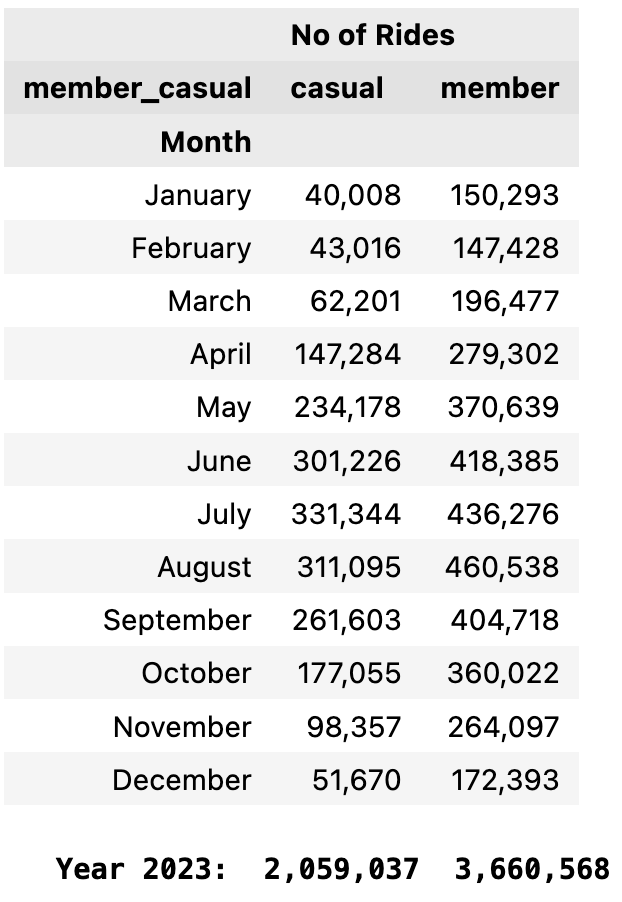 No of Rides
member_casual casual member
Month
January 40,008 150,293
February 43,016 147,428
March 62,201 196,477
April 147,284 279,302
May 234,178 370,639
June 301,226 418,385
July 331,344 436,276
August 311,095 460,538
September 261,603 404,718
October 177,055 360,022
November 98,357 264,097
December 51,670 172,393
Year 2023: 2,059,037 3,660,568